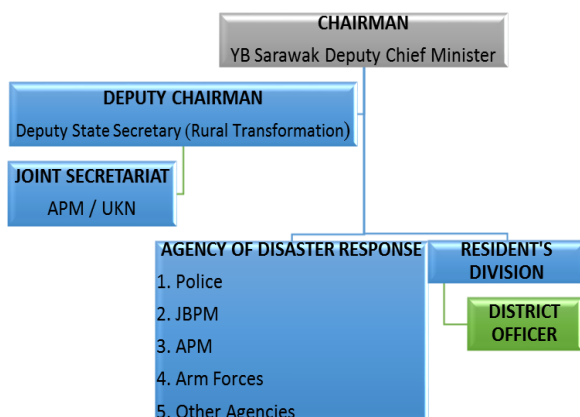 CHAIRMAN
YB Sarawak Deputy Chief Minister
DEPUTY CHAIRMAN
Deputy State Secretary (Rural Transformation)
JOINT SECRETARIAT
APM / UKN
AGENCY OF DISASTER RESPONSE
1. Police
2. JBPM
3. APM
4. Arm Forces
5. Other Agencies
RESIDENT'S
DIVISION
DISTRICT
OFFICER